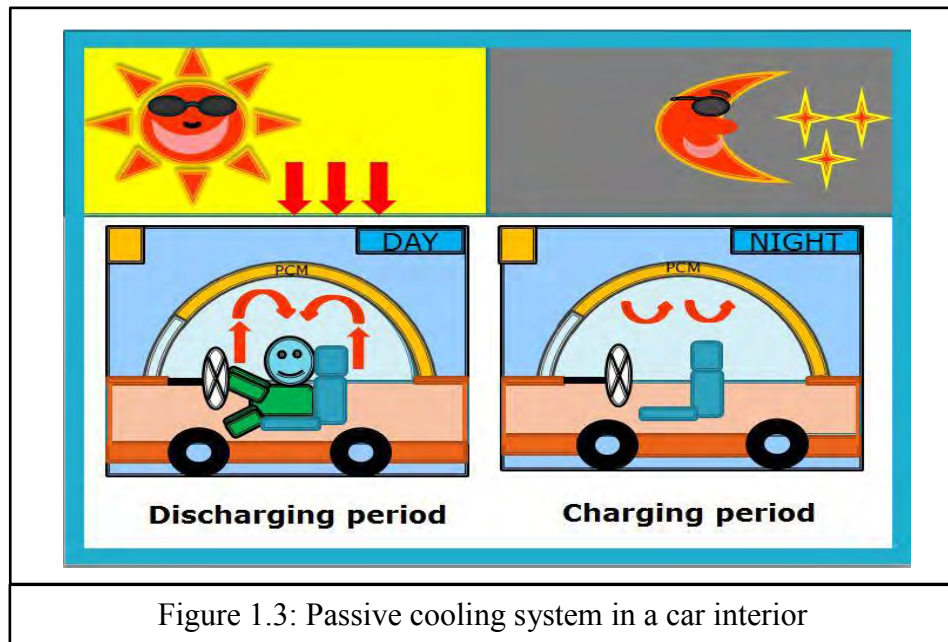 DAY
NIGHT
PCM
PCM
Discharging period
Charging period
Figure 1.3: Passive cooling system in a car interior